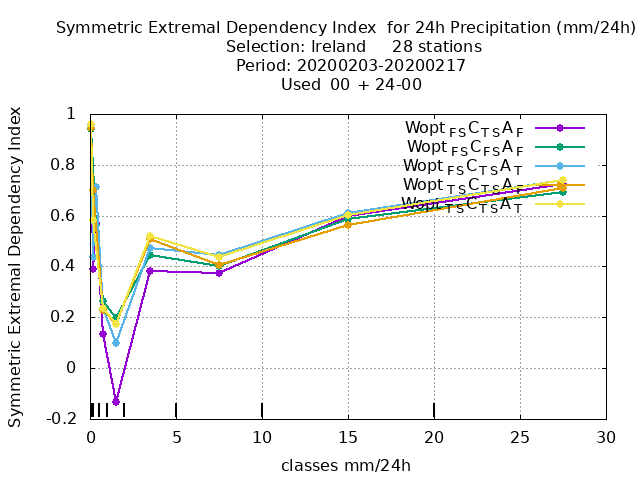 Symmetric Extremal Dependency Index for 24h Precipitation (mm/24h)
Selection: Ireland 28 stations
Period: 20200203-20200217
Used 00 + 24-00
Symmetric Extremal Dependency Index
1
0.8
0.6
0.4
0.2
0
-0.2
Wopt FS C TS A F
Wopt FS C FS A F
Wopt FS C TS A T
Wopt TS C TS A F
Wopt TS C TS A T
0 5 10 15 20 25 30
classes mm/24h